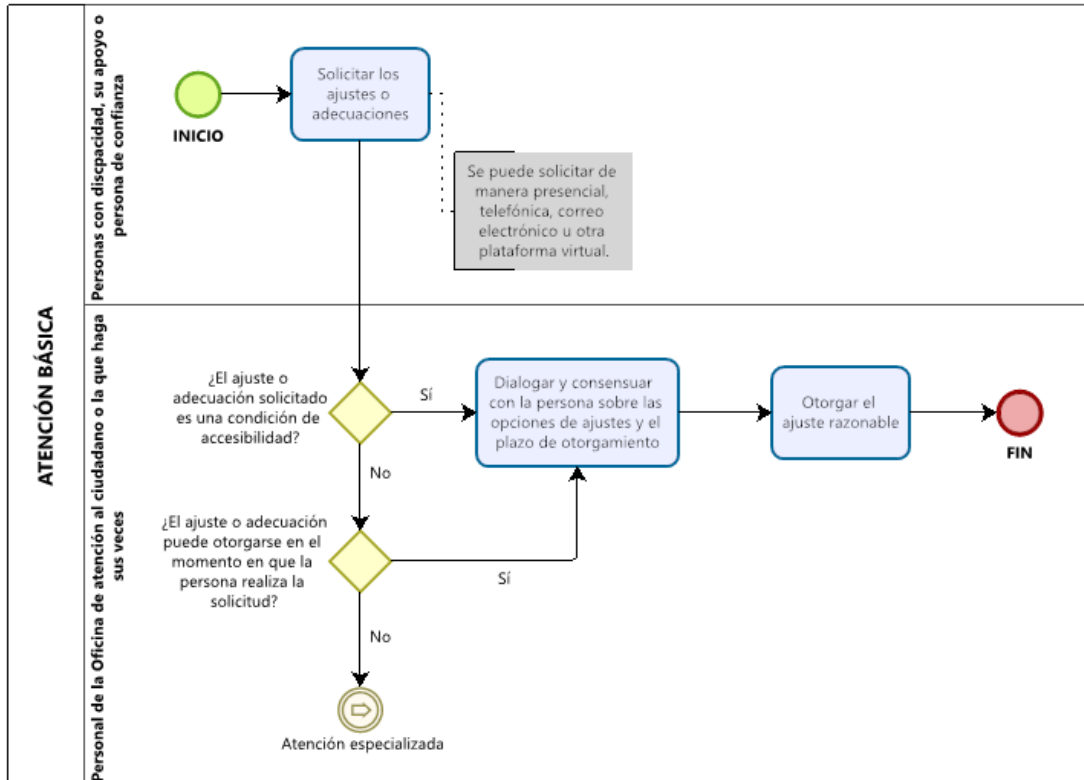 ATENCIÓN BÁSICA
Personas con discpacidad, su apoyo o
persona de confianza
INICIO
Solicitar los
ajustes o
adecuaciones
Se puede solicitar de
manera presencial,
telefónica, correo
electrónico u otra
plataforma virtual.
Personal de la Oficina de atención al ciudadano o la que haga
sus veces
¿El ajuste o
adecuación solicitado
es una condición de
accesibilidad?
Sí
Dialogar y consensuar
con la persona sobre las
opciones de ajustes y el
plazo de otorgamiento
Otorgar el
ajuste razonable
FIN
No
¿El ajuste o adecuación
puede otorgarse en el
momento en que la
persona realiza la
solicitud?
Sí
No
Atención especializada